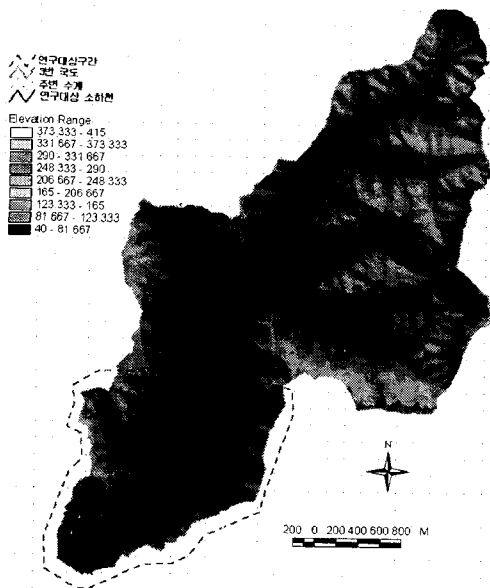 연구대상구간
3번 국도
주변 수계
연구대상 소하천
Elevation Range
373.333 - 415
331.667 - 373.333
290 - 331.667
248.333 - 290
206.667 - 248.333
165 - 206.667
123.333 - 165
81.667 - 123.333
40 - 81.667
N
200 0 200 400 600 800 M